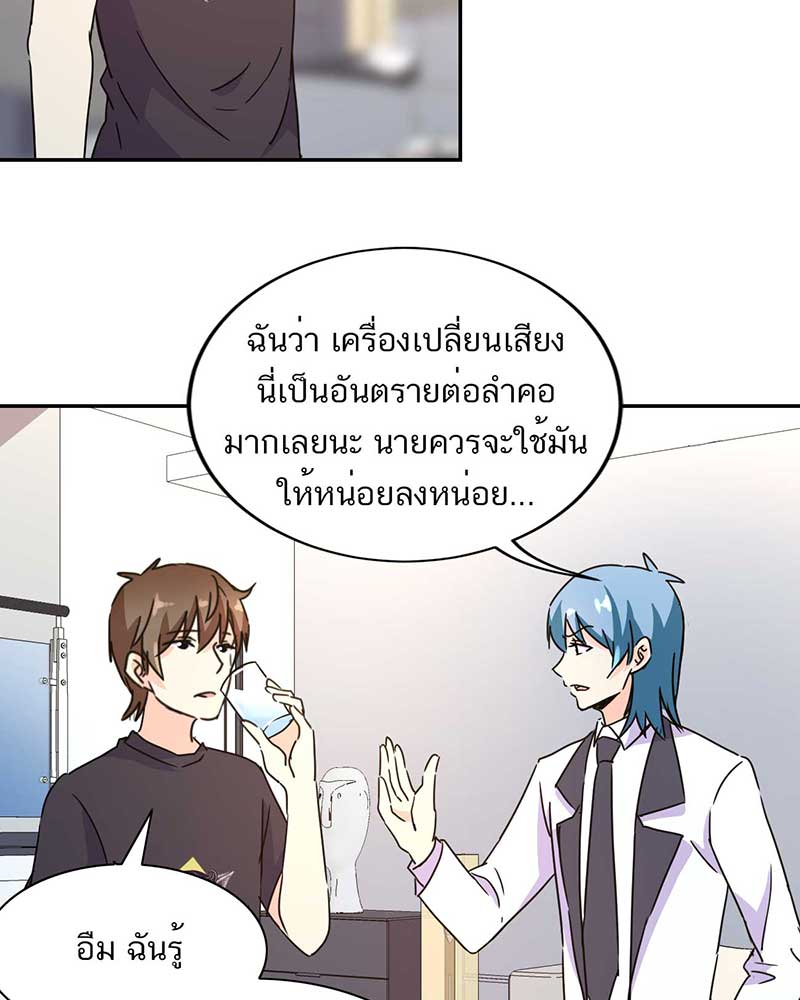 ฉันว่า เครื่องเปลี่ยนเสียง
นี่เป็นอันตรายต่อลำคอ
มากเลยนะ นายควรจะใช้มัน
ให้หน่อยลงหน่อย...
อืม ฉันรู้